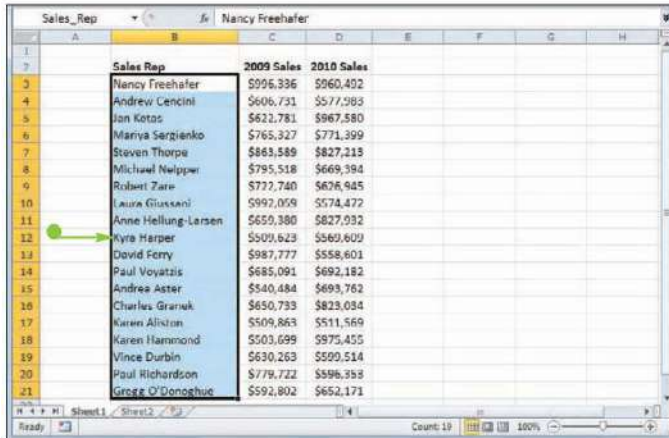 Sales_Rep fx Nancy Freehafer
A B C D E F G H
1
2 Sales Rep 2009 Sales 2010 Sales
3 Nancy Freehafer $996,336 $960,492
4 Andrew Cencini $606,731 $577,983
5 Jan Kotas $622,781 $967,580
6 Mariya Sergienko $765,327 $771,399
7 Steven Thorpe $863,589 $827,213
8 Michael Neipper $795,518 $669,394
9 Robert Zare $722,740 $626,945
10 Laura Giussani $992,059 $574,472
11 Anne Hellung-Larsen $659,380 $827,932
12 Kyra Harper $509,623 $569,609
13 David Ferry $987,777 $558,601
14 Paul Voyatzis $685,091 $692,182
15 Andrea Aster $540,484 $693,762
16 Charles Granek $650,733 $823,034
17 Karen Aliston $509,863 $511,569
18 Karen Hammond $503,699 $975,455
19 Vince Durbin $630,263 $599,514
20 Paul Richardson $779,722 $596,353
21 Gregg O'Donoghue $592,802 $652,171
Sheet1 Sheet2
Ready Count: 19 100%